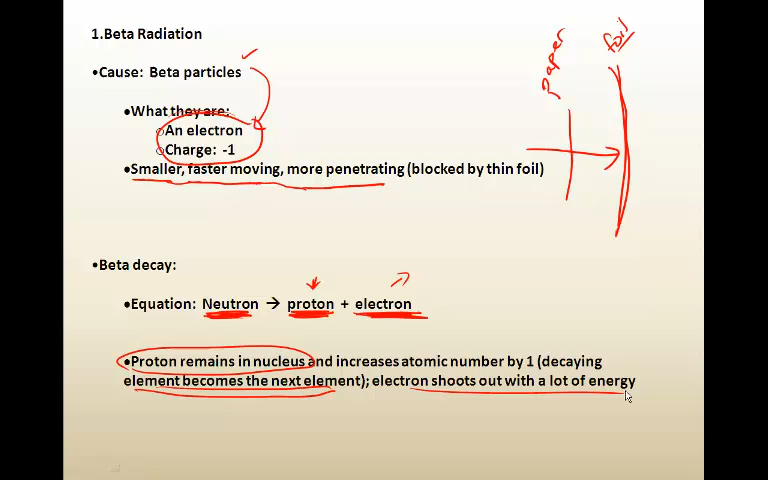 1.Beta Radiation
•Cause: Beta particles
•What they are:
○An electron
○Charge: -1
•Smaller, faster moving, more penetrating (blocked by thin foil)
Paper
foil
•Beta decay:
•Equation: Neutron → proton + electron
•Proton remains in nucleus and increases atomic number by 1 (decaying
element becomes the next element); electron shoots out with a lot of energy